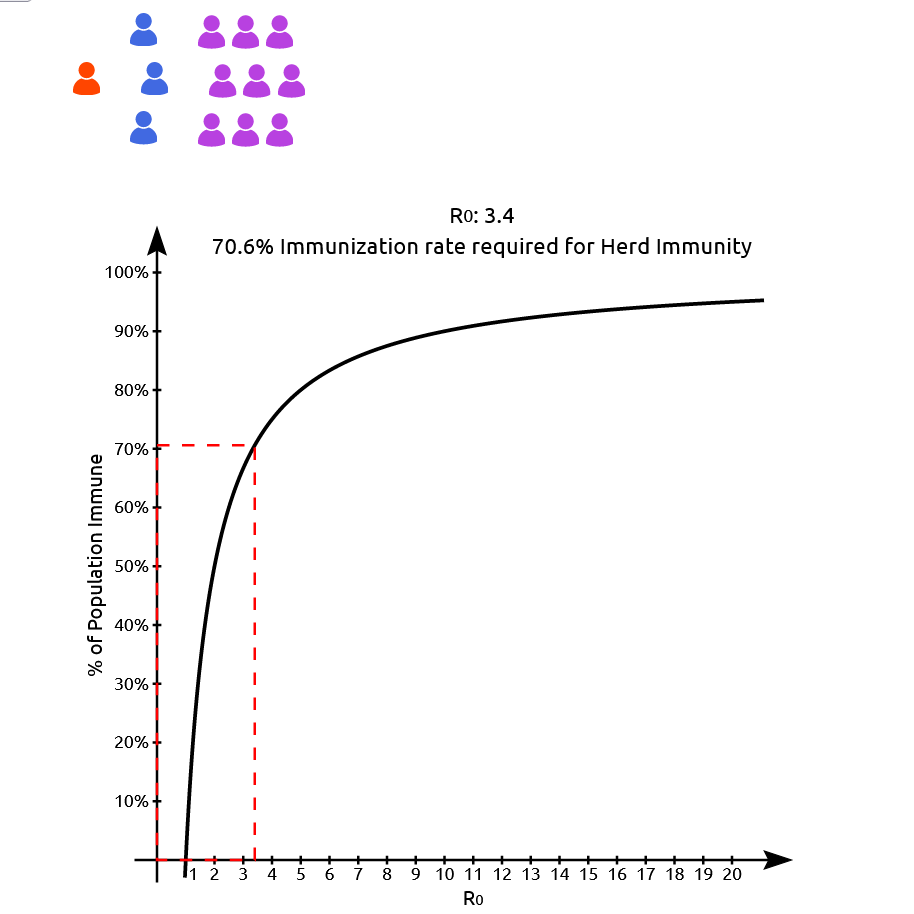 R0: 3.4
70.6% Immunization rate required for Herd Immunity
100%
90%
80%
70%
60%
50%
40%
30%
20%
10%
% of Population Immune
1 2 3 4 5 6 7 8 9 10 11 12 13 14 15 16 17 18 19 20
R0